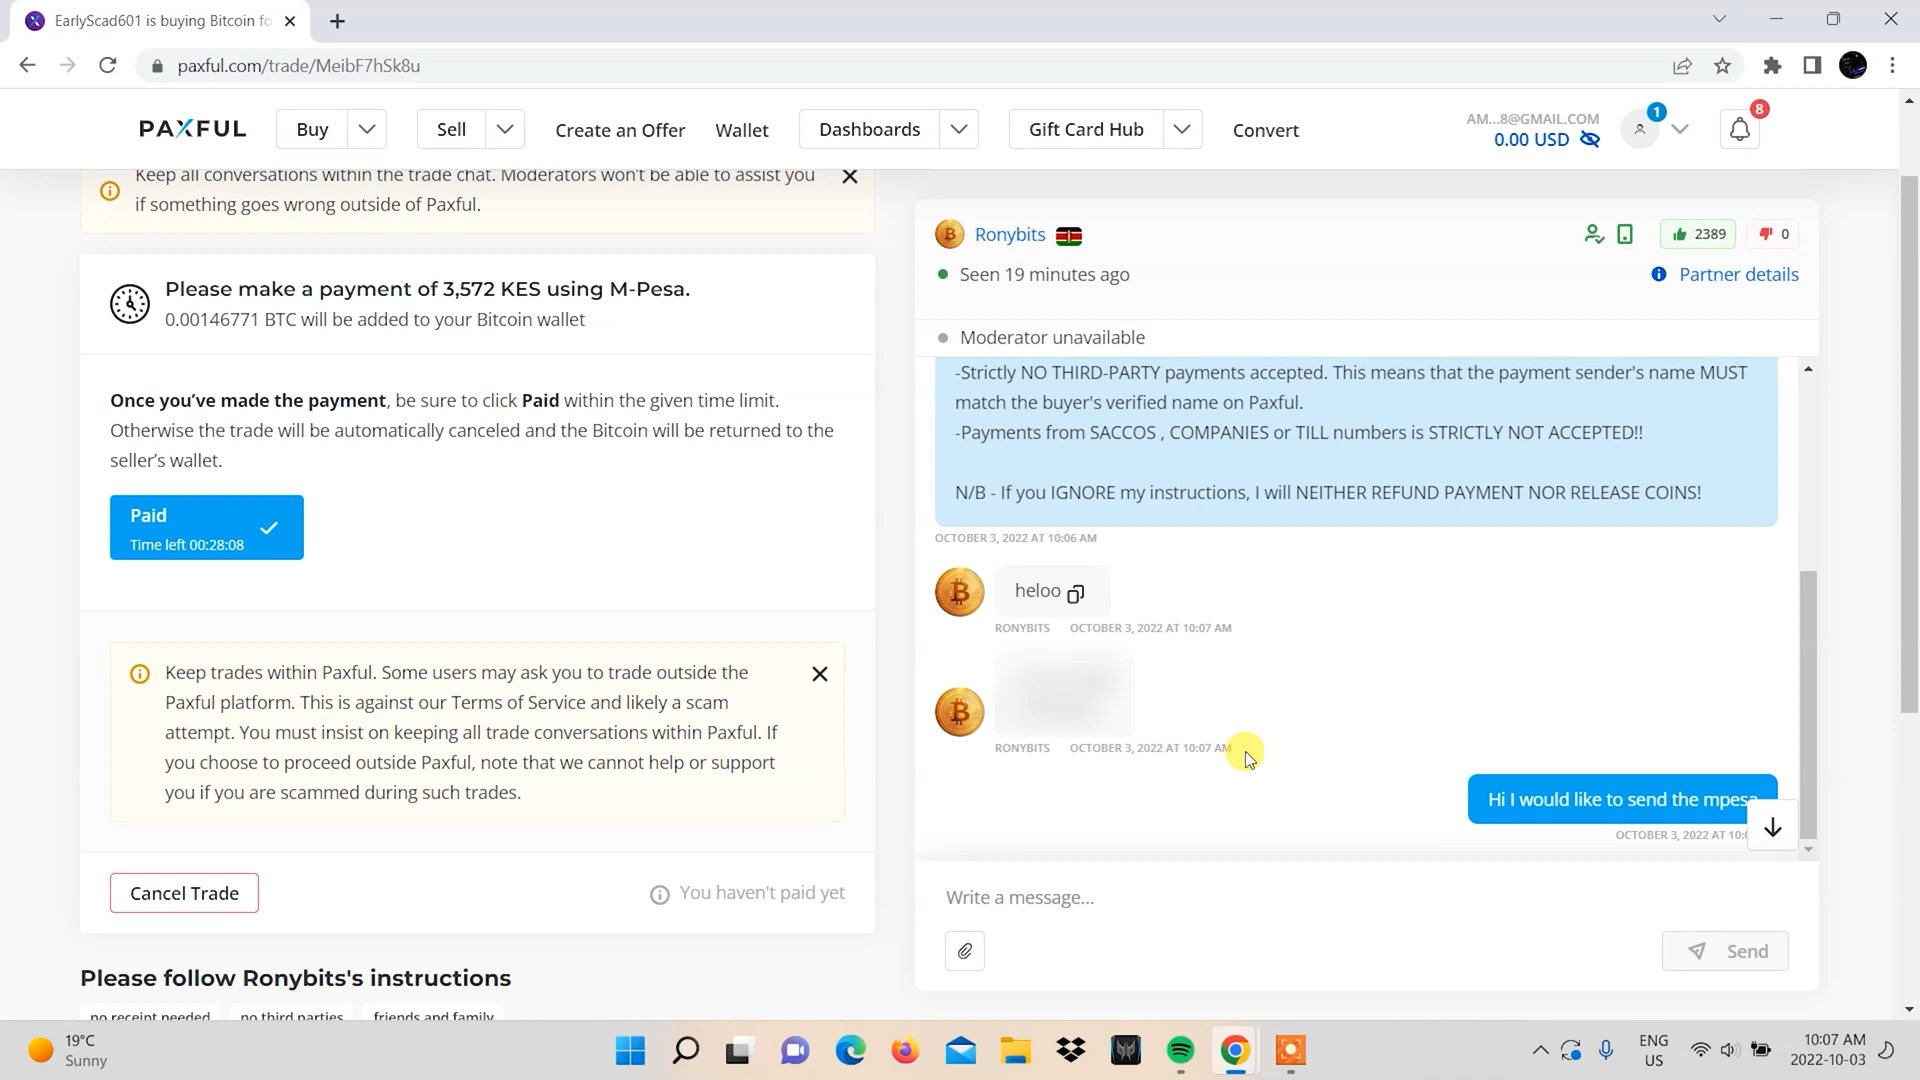 EarlyScad601 is buying Bitcoin fo
paxful.com/trade/MeibF7hSk8u
PAXFUL
Buy
Sell
Create an Offer
Wallet
Dashboards
Gift Card Hub
Convert
AM...8@GMAIL.COM
0.00 USD
1
8
Keep all conversations within the trade chat. Moderators won't be able to assist you
if something goes wrong outside of Paxful.
Please make a payment of 3,572 KES using M-Pesa.
0.00146771 BTC will be added to your Bitcoin wallet
Once you've made the payment, be sure to click Paid within the given time limit.
Otherwise the trade will be automatically canceled and the Bitcoin will be returned to the
seller's wallet.
Paid
Time left 00:28:08
Keep trades within Paxful. Some users may ask you to trade outside the
Paxful platform. This is against our Terms of Service and likely a scam
attempt. You must insist on keeping all trade conversations within Paxful. If
you choose to proceed outside Paxful, note that we cannot help or support
you if you are scammed during such trades.
Cancel Trade
You haven't paid yet
Please follow Ronybits's instructions
no receipt needed
no third parties
friends and family
Ronybits
2389
0
Seen 19 minutes ago
Partner details
Moderator unavailable
-Strictly NO THIRD-PARTY payments accepted. This means that the payment sender's name MUST
match the buyer's verified name on Paxful.
-Payments from SACCOS , COMPANIES or TILL numbers is STRICTLY NOT ACCEPTED!!
N/B - If you IGNORE my instructions, I will NEITHER REFUND PAYMENT NOR RELEASE COINS!
OCTOBER 3, 2022 AT 10:06 AM
heloo
RONYBITS OCTOBER 3, 2022 AT 10:07 AM
RONYBITS OCTOBER 3, 2022 AT 10:07 AM
Hi I would like to send the mpesa
OCTOBER 3, 2022 AT 10:
Write a message...
Send
19°C
Sunny
ENG
US
10:07 AM
2022-10-03